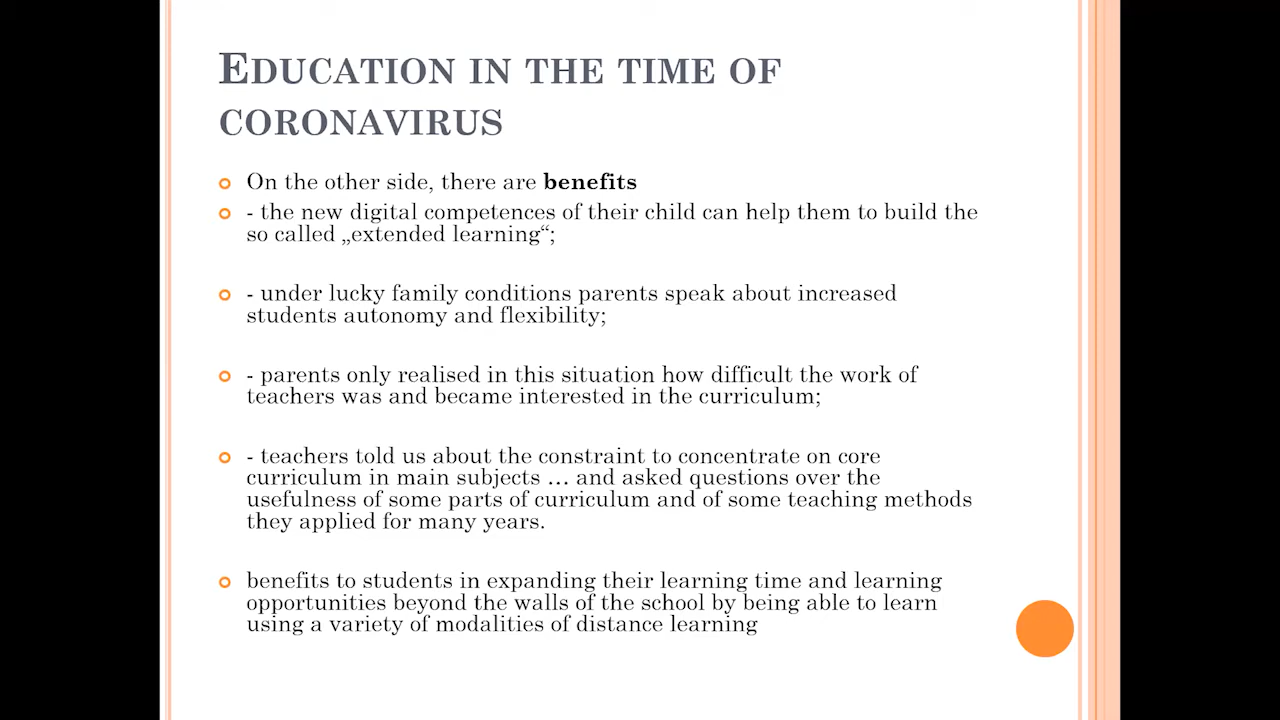 EDUCATION IN THE TIME OF
CORONAVIRUS
On the other side, there are benefits
- the new digital competences of their child can help them to build the
so called „extended learning“;
- under lucky family conditions parents speak about increased
students autonomy and flexibility;
- parents only realised in this situation how difficult the work of
teachers was and became interested in the curriculum;
- teachers told us about the constraint to concentrate on core
curriculum in main subjects … and asked questions over the
usefulness of some parts of curriculum and of some teaching methods
they applied for many years.
benefits to students in expanding their learning time and learning
opportunities beyond the walls of the school by being able to learn
using a variety of modalities of distance learning